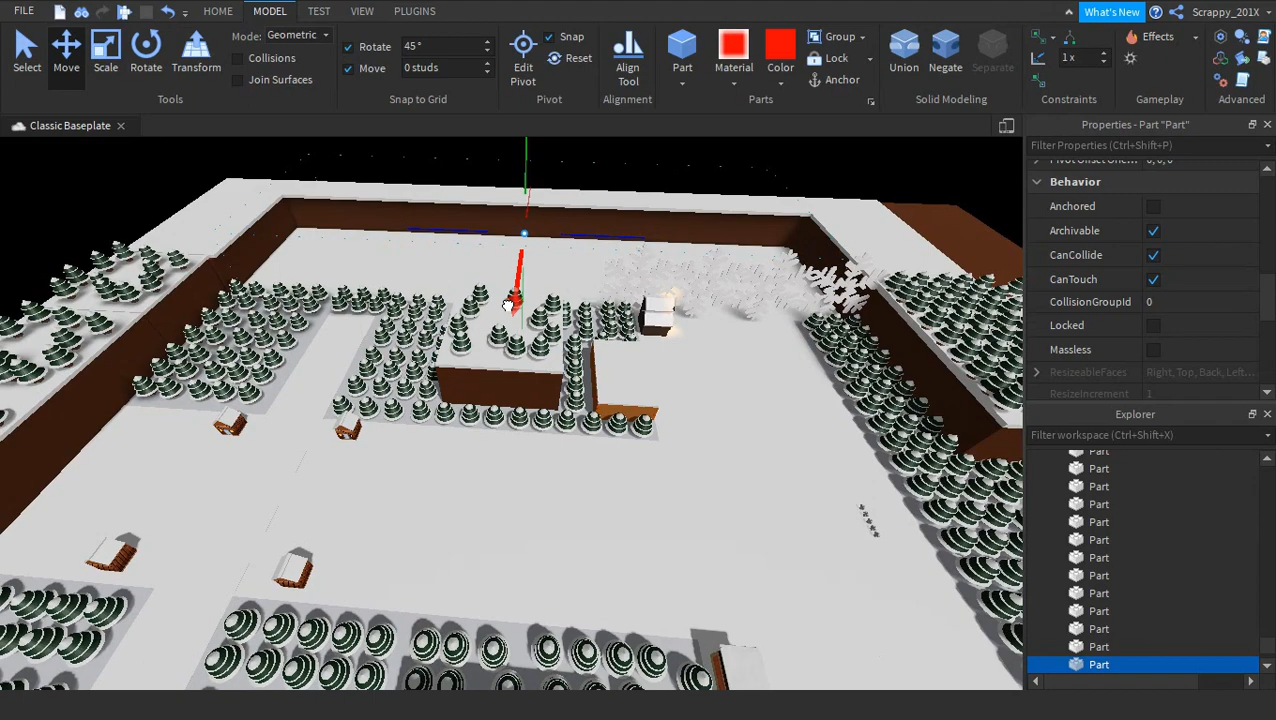 FILE HOME MODEL TEST VIEW PLUGINS What's New Scrappy_201X
Select Move Scale Rotate Transform
Mode: Geometric
Collisions
Join Surfaces
Tools
Rotate 45°
Move 0 studs
Snap to Grid
Edit Pivot
Snap
Reset
Pivot
Align Tool
Alignment
Part Material Color
Group
Lock
Anchor
Parts
Union Negate Separate
Solid Modeling
1 x
Constraints
Effects
Gameplay
Advanced
Classic Baseplate
Properties - Part "Part"
Filter Properties (Ctrl+Shift+P)
Behavior
Anchored
Archivable
CanCollide
CanTouch
CollisionGroupId 0
Locked
Massless
ResizeableFaces Right, Top, Back, Left...
ResizeIncrement 1
Explorer
Filter workspace (Ctrl+Shift+X)
Part
Part
Part
Part
Part
Part
Part
Part
Part
Part
Part
Part
Part